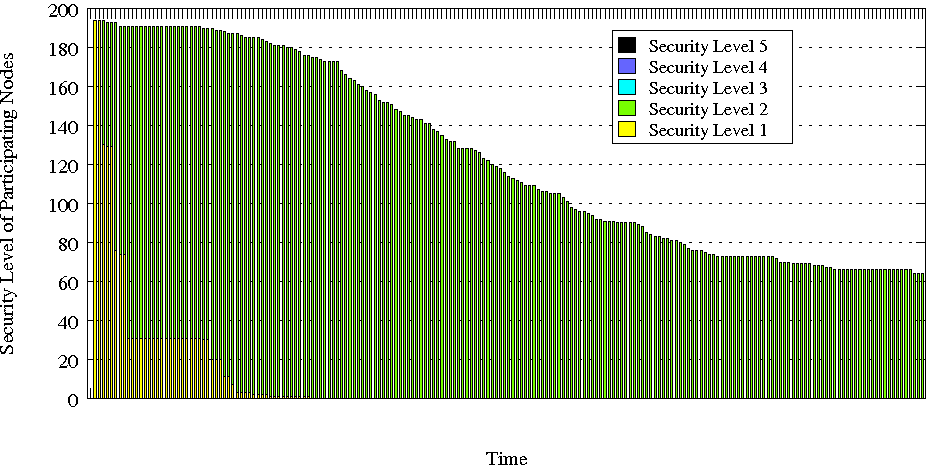 200
180
160
140
120
100
80
60
40
20
0
Security Level of Participating Nodes
Security Level 5
Security Level 4
Security Level 3
Security Level 2
Security Level 1
Time